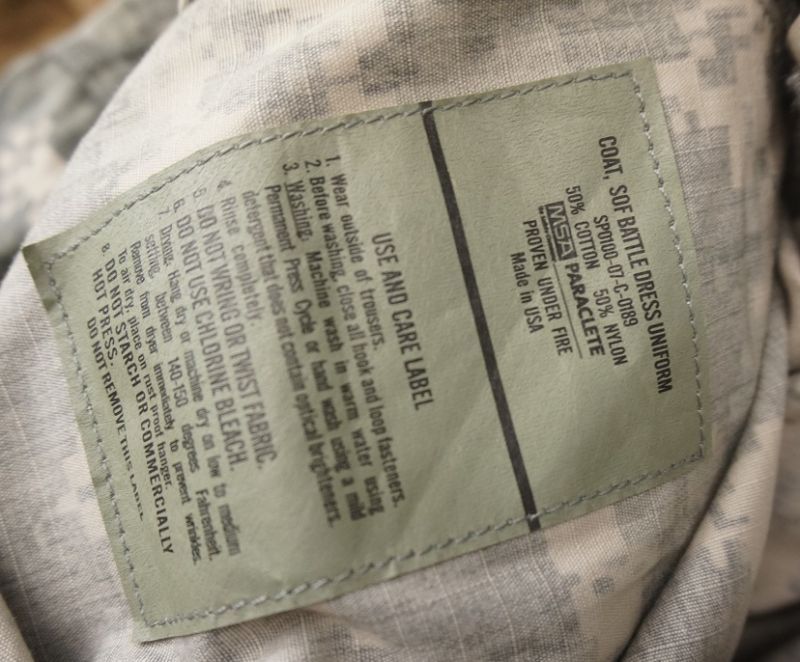 COAT, SOF BATTLE DRESS UNIFORM
SPO100-07-C-0189
50% COTTON 50% NYLON
MSA PARACLETE
PROVEN UNDER FIRE
Made in USA
USE AND CARE LABEL
1. Wear outside of trousers.
2. Before washing, close all hook and loop fasteners.
3. Washing. Machine wash in warm water using
Permanent Press Cycle or hand wash using a mild
detergent that does not contain optical brighteners.
4. Rinse completely
5. DO NOT WRING OR TWIST FABRIC.
6. DO NOT USE CHLORINE BLEACH.
7. Drying. Hang dry or machine dry on low to medium
setting, between 140-150 degrees Fahrenheit.
Remove from dryer immediately to prevent wrinkles.
To air dry, place on rust proof hanger.
8. DO NOT STARCH OR COMMERCIALLY
HOT PRESS.
DO NOT REMOVE THIS LABEL